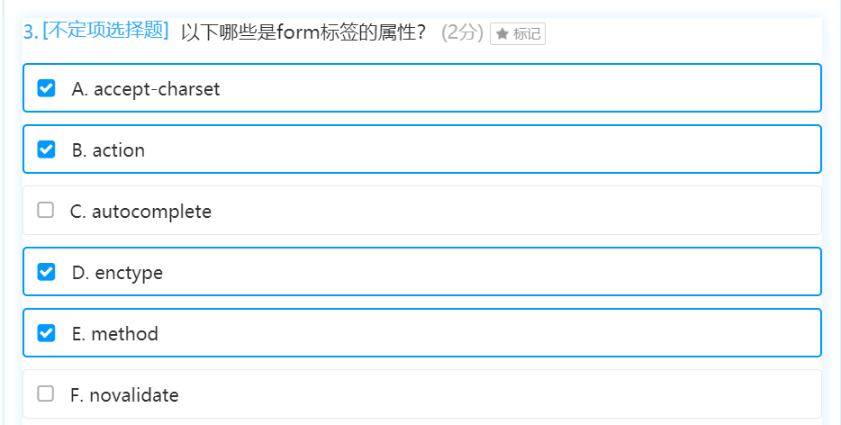 3. [不定项选择题] 以下哪些是form标签的属性？ (2分) ★ 标记
A. accept-charset
B. action
C. autocomplete
D. enctype
E. method
F. novalidate